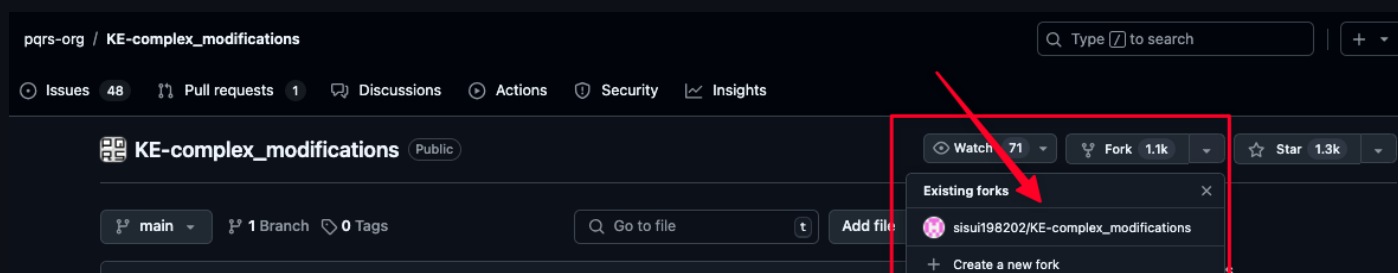 pqrs-org / KE-complex_modifications
Type / to search
Issues 48 Pull requests 1 Discussions Actions Security Insights
KE-complex_modifications Public
Watch 71 Fork 1.1k Star 1.3k
Existing forks
main 1 Branch 0 Tags Go to file t Add file
sisui198202/KE-complex_modifications
Create a new fork